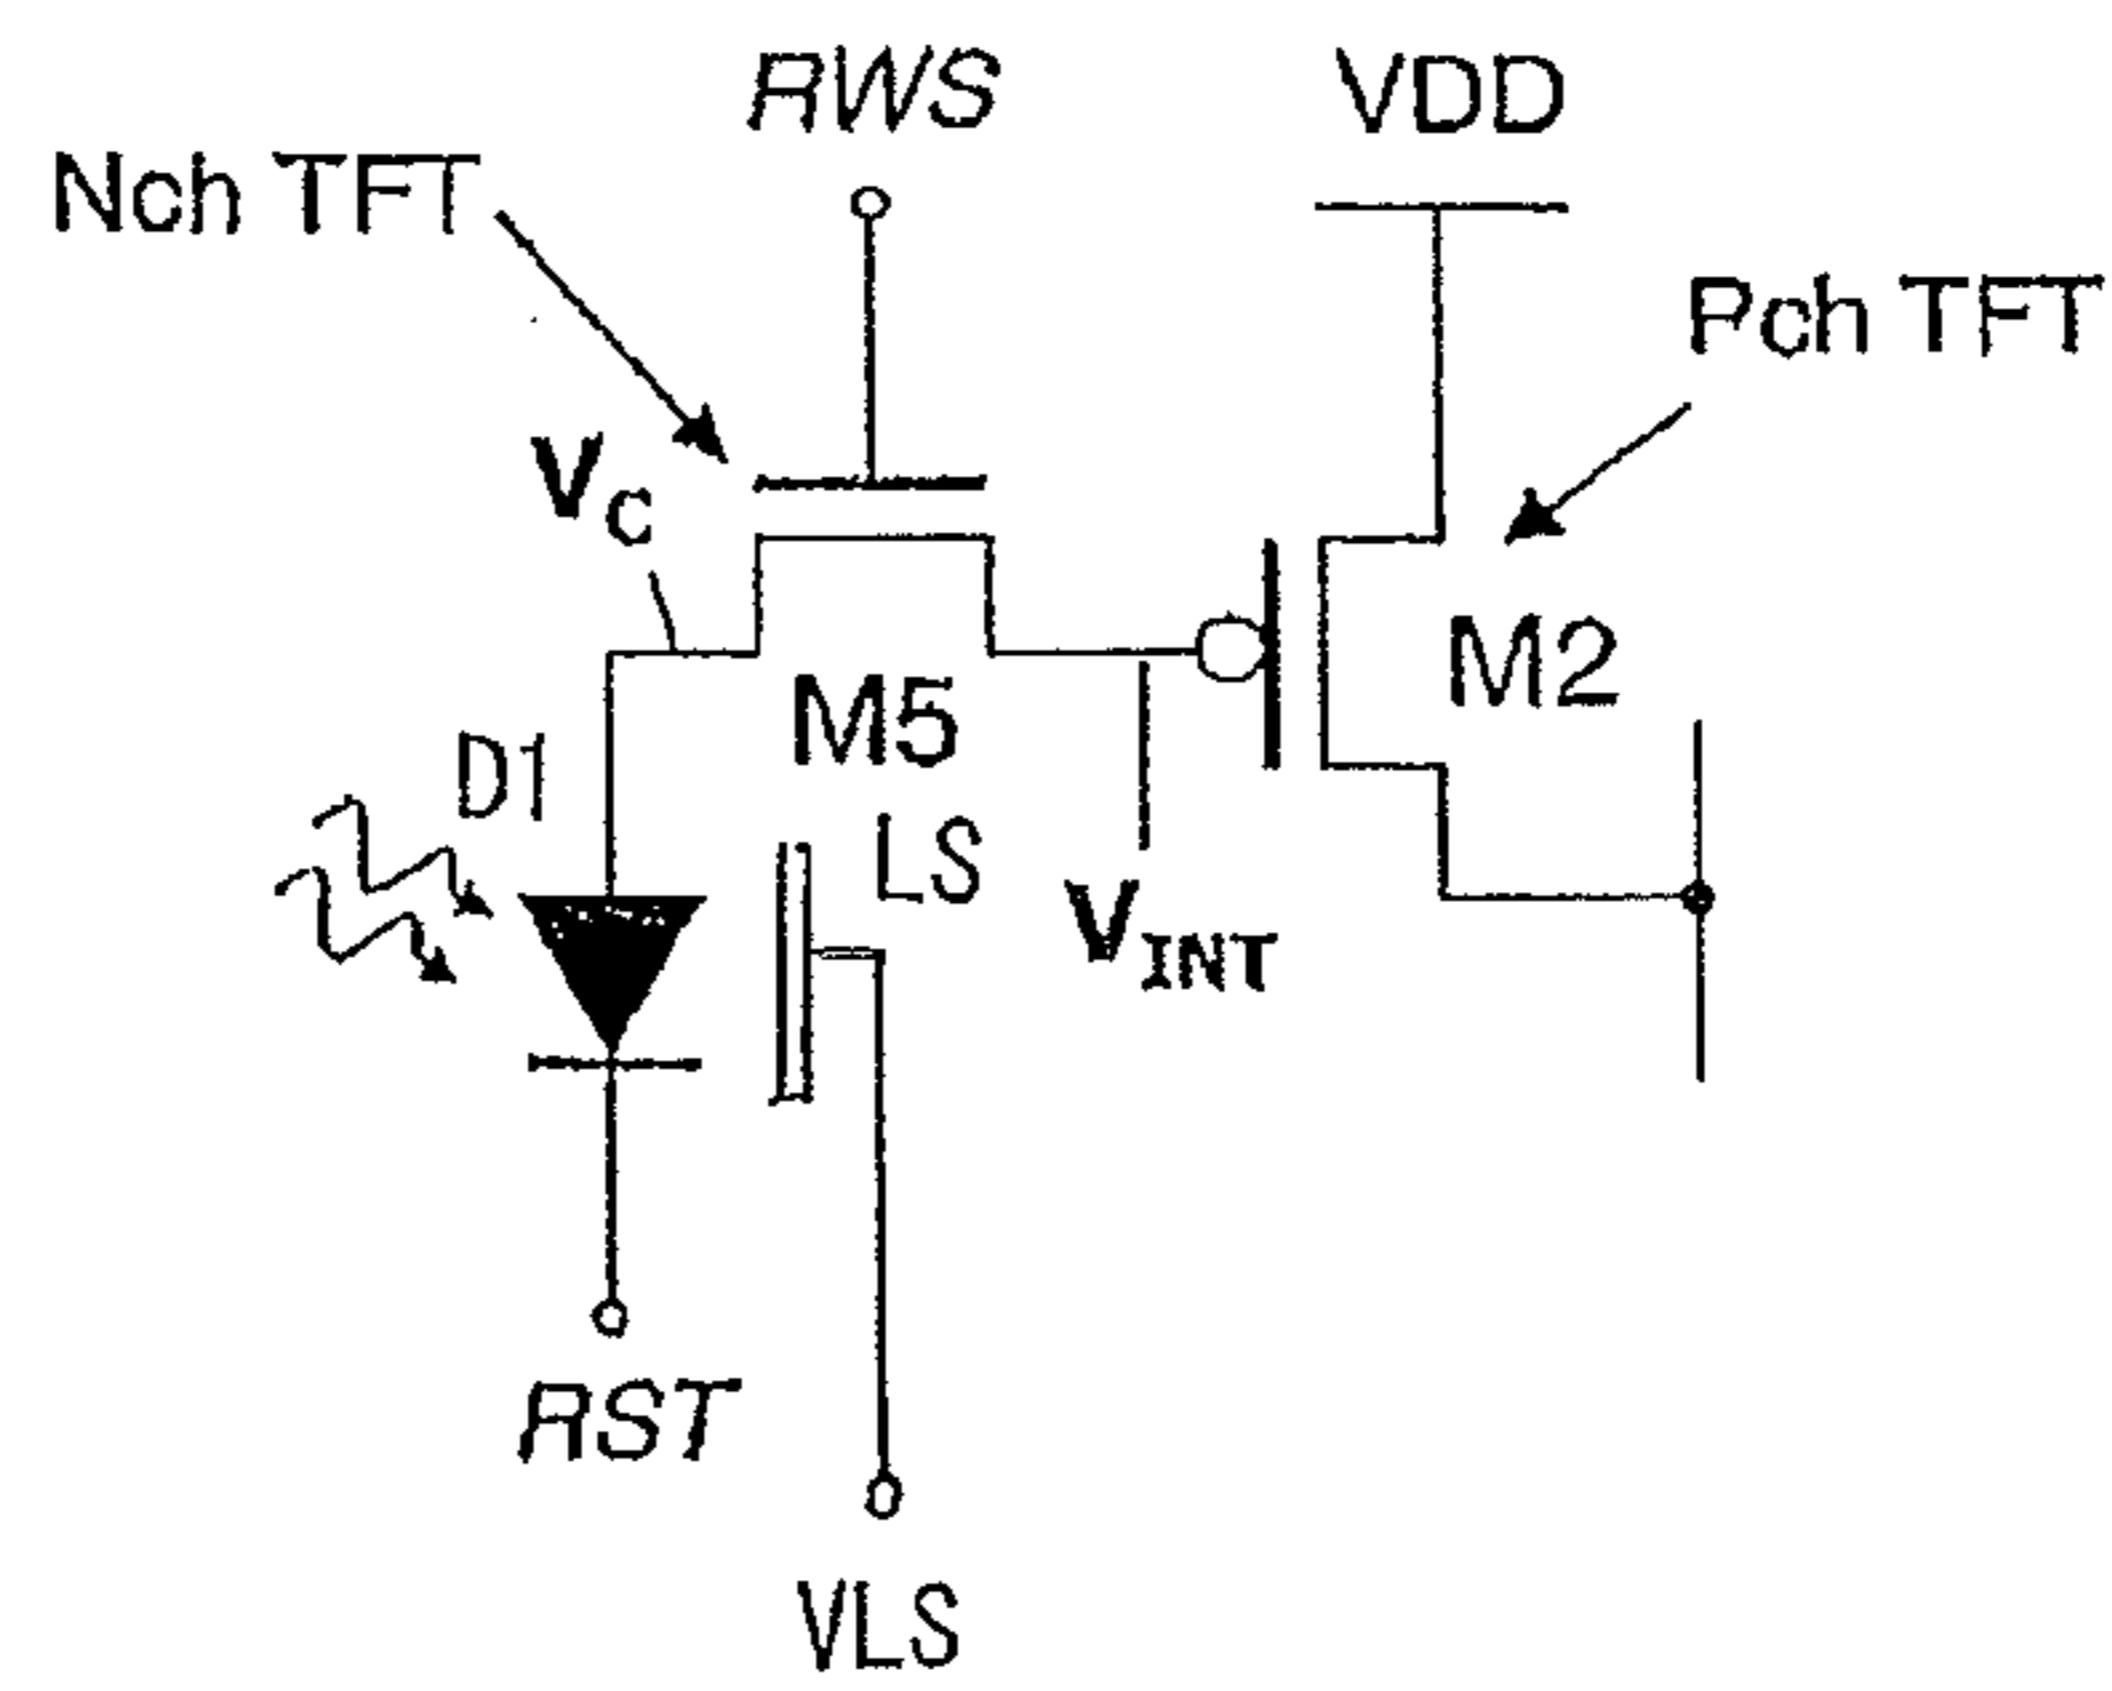 RWS
VDD
Nch TFT
Pch TFT
VC
M2
M5
D1
LS
VINT
RST
VLS